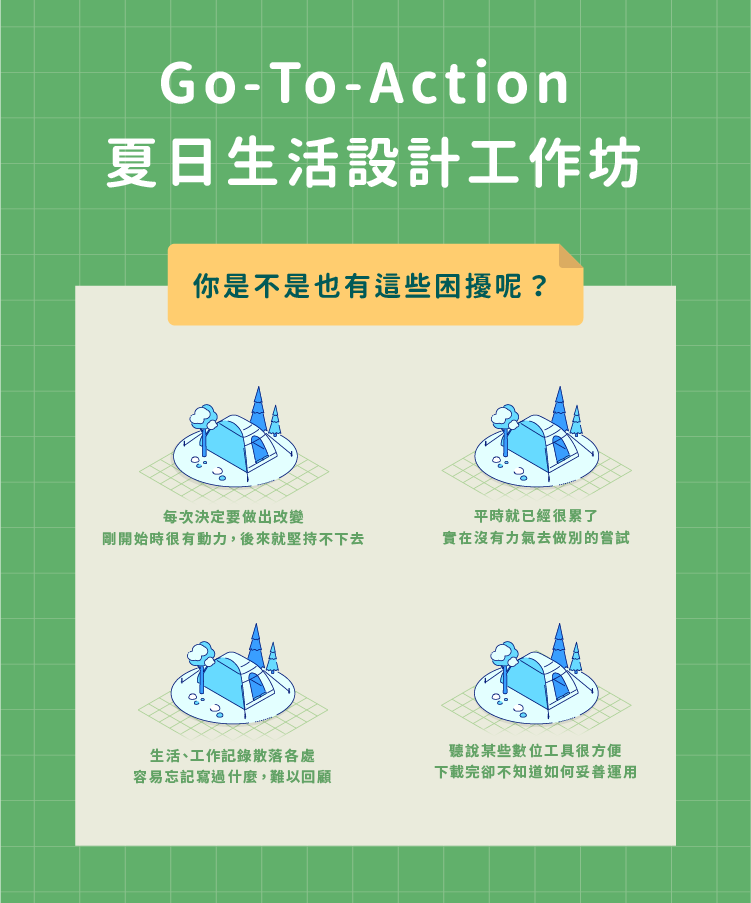 Go-To-Action
夏日生活設計工作坊
你是不是也有這些困擾呢？
每次決定要做出改變
剛開始時很有動力，後來就堅持不下去
平時就已經很累了
實在沒有力氣去做別的嘗試
生活、工作記錄散落各處
容易忘記寫過什麼，難以回顧
聽說某些數位工具很方便
下載完卻不知道如何妥善運用